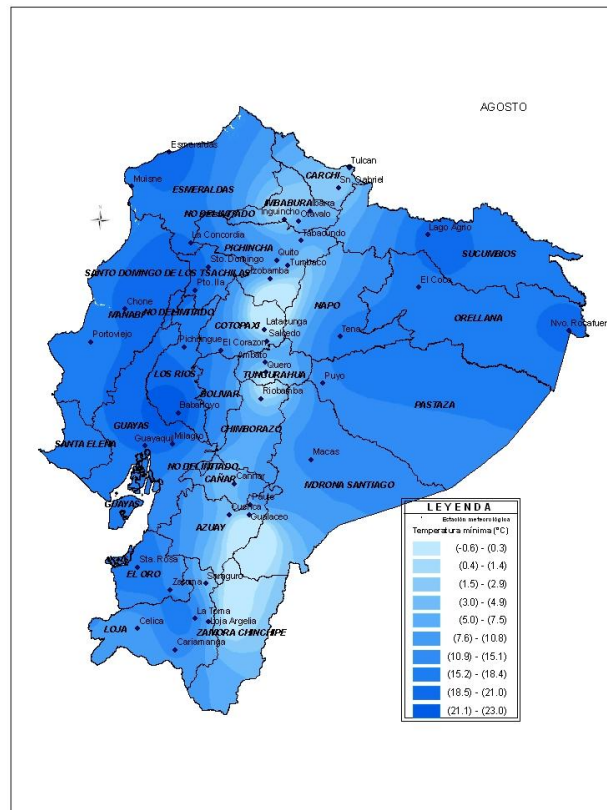 AGOSTO
Esmeraldas
Tulcan
CARCHI
Sn. Gabriel
Muisne
ESMERALDAS
IMBABURA
Ibarra
NO DELIMITADO
Inguincho
Otavalo
La Concordia
Tabacundo
Lago Agrio
PICHINCHA
SUCUMBIOS
Sto. Domingo
Quito
Tumbaco
SANTO DOMINGO DE LOS TSACHILAS
Izobamba
Pto. Ila
El Coca
NAPO
Chone
MANABI
NO DELIMITADO
ORELLANA
COTOPAXI
Latacunga
Nvo. Rocafuer
Portoviejo
Salcedo
Tena
Pichilingue
El Corazon
Ambato
Quero
LOS RIOS
TUNGURAHUA
Puyo
BOLIVAR
Riobamba
PASTAZA
Babahoyo
GUAYAS
CHIMBORAZO
SANTA ELENA
Guayaqui
Milagro
Macas
NO DELIMITADO
MORONA SANTIAGO
CAÑAR
Cañar
GUAYAS
Paute
Cuenca
AZUAY
Gualaceo
Sta. Rosa
EL ORO
Zaruma
Saraguro
La Toma
LOJA
Celica
Loja Argelia
ZAMORA CHINCHIPE
Cariamanga
LEYENDA
Estación meteorológica
Temperatura mínima (°C)
(-0.6) - (0.3)
(0.4) - (1.4)
(1.5) - (2.9)
(3.0) - (4.9)
(5.0) - (7.5)
(7.6) - (10.8)
(10.9) - (15.1)
(15.2) - (18.4)
(18.5) - (21.0)
(21.1) - (23.0)